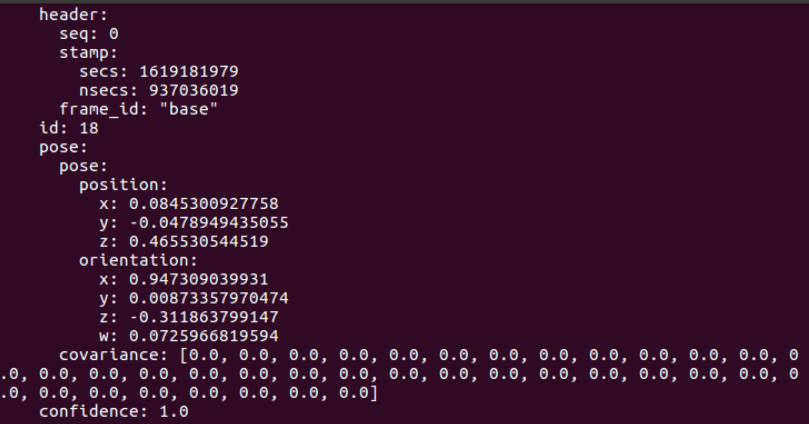 header:
seq: 0
stamp:
secs: 1619181979
nsecs: 937036019
frame_id: "base"
id: 18
pose:
pose:
position:
x: 0.0845300927758
y: -0.0478949435055
z: 0.465530544519
orientation:
x: 0.947309039931
y: 0.00873357970474
z: -0.311863799147
w: 0.0725966819594
covariance: [0.0, 0.0, 0.0, 0.0, 0.0, 0.0, 0.0, 0.0, 0.0, 0.0, 0.0, 0.0, 0
.0, 0.0, 0.0, 0.0, 0.0, 0.0, 0.0, 0.0, 0.0, 0.0, 0.0, 0.0, 0.0, 0.0, 0.0, 0.0, 0
.0, 0.0, 0.0, 0.0, 0.0, 0.0, 0.0, 0.0]
confidence: 1.0